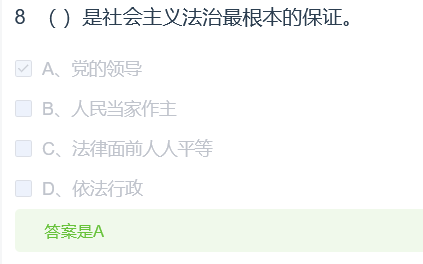 8 （ ）是社会主义法治最根本的保证。
A、党的领导
B、人民当家作主
C、法律面前人人平等
D、依法行政
答案是A